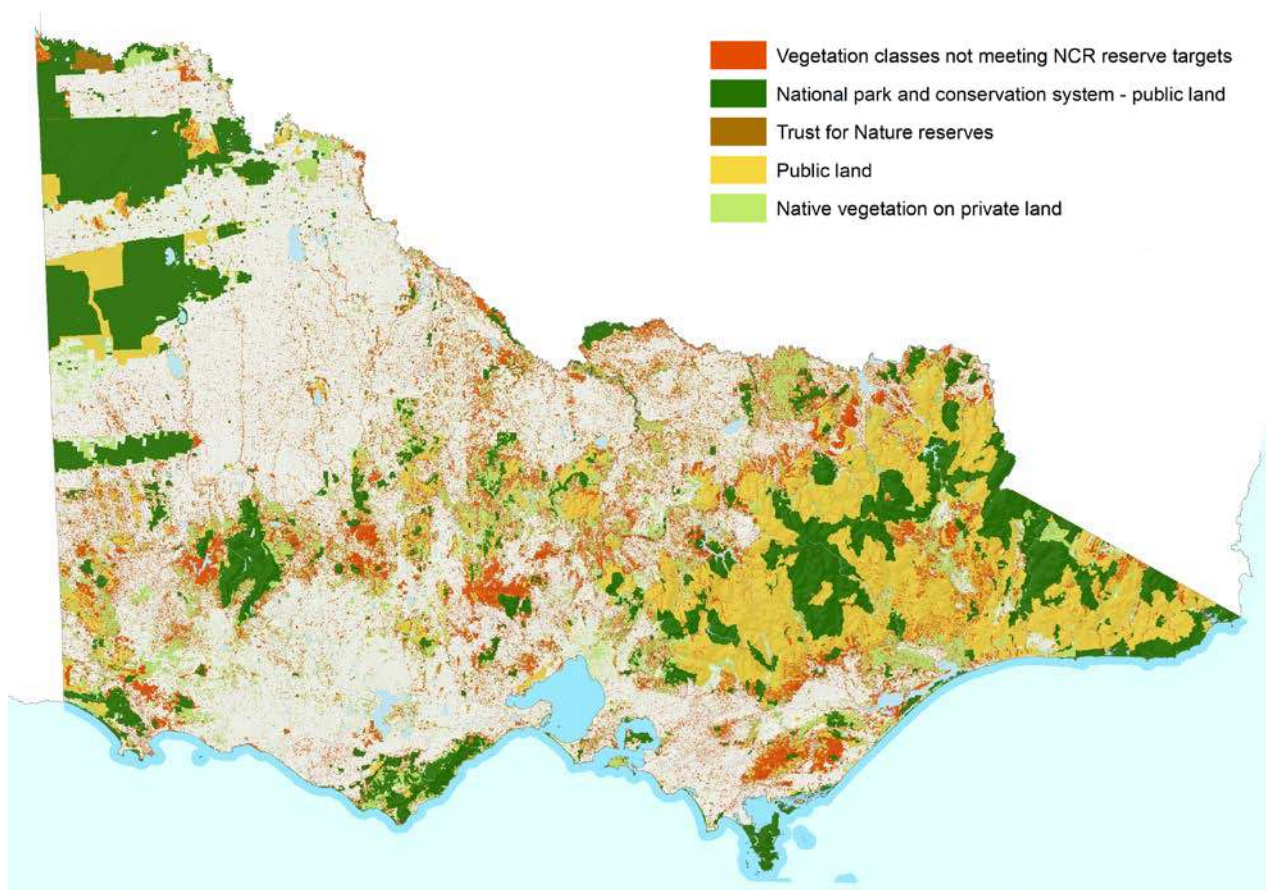 Vegetation classes not meeting NCR reserve targets
National park and conservation system - public land
Trust for Nature reserves
Public land
Native vegetation on private land